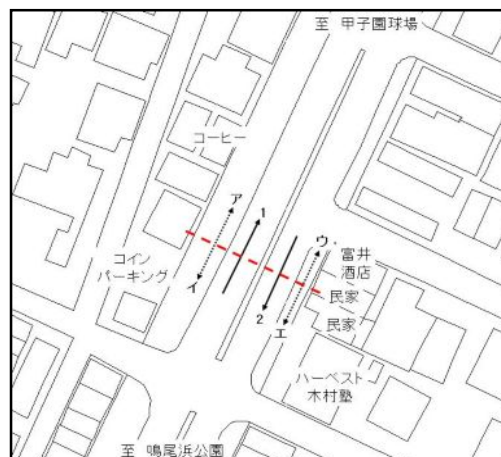 至 甲子園球場
コーヒー
ア
1
ウ
富井
酒店
コイン
パーキング
イ
民家
2
エ
民家
ハーベスト
木村塾
至 鳴尾浜公園